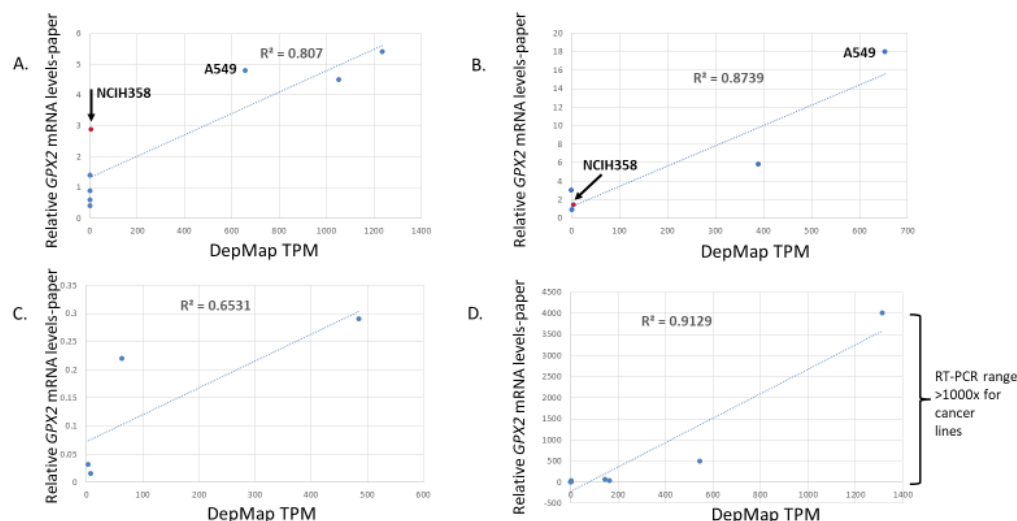 A.
Relative GPX2 mRNA levels-paper
6
5
4
3
2
1
0
R² = 0.807
A549
NCIH358
0 200 400 600 800 1000 1200 1400
DepMap TPM
B.
Relative GPX2 mRNA levels-paper
20
18
16
14
12
10
8
6
4
2
0
A549
R² = 0.8739
NCIH358
0 100 200 300 400 500 600 700
DepMap TPM
C.
Relative GPX2 mRNA levels-paper
0.35
0.3
0.25
0.2
0.15
0.1
0.05
0
R² = 0.6531
0 100 200 300 400 500 600
DepMap TPM
D.
Relative GPX2 mRNA levels-paper
4500
4000
3500
3000
2500
2000
1500
1000
500
0
-500
R² = 0.9129
0 200 400 600 800 1000 1200 1400
DepMap TPM
RT-PCR range
>1000x for
cancer
lines